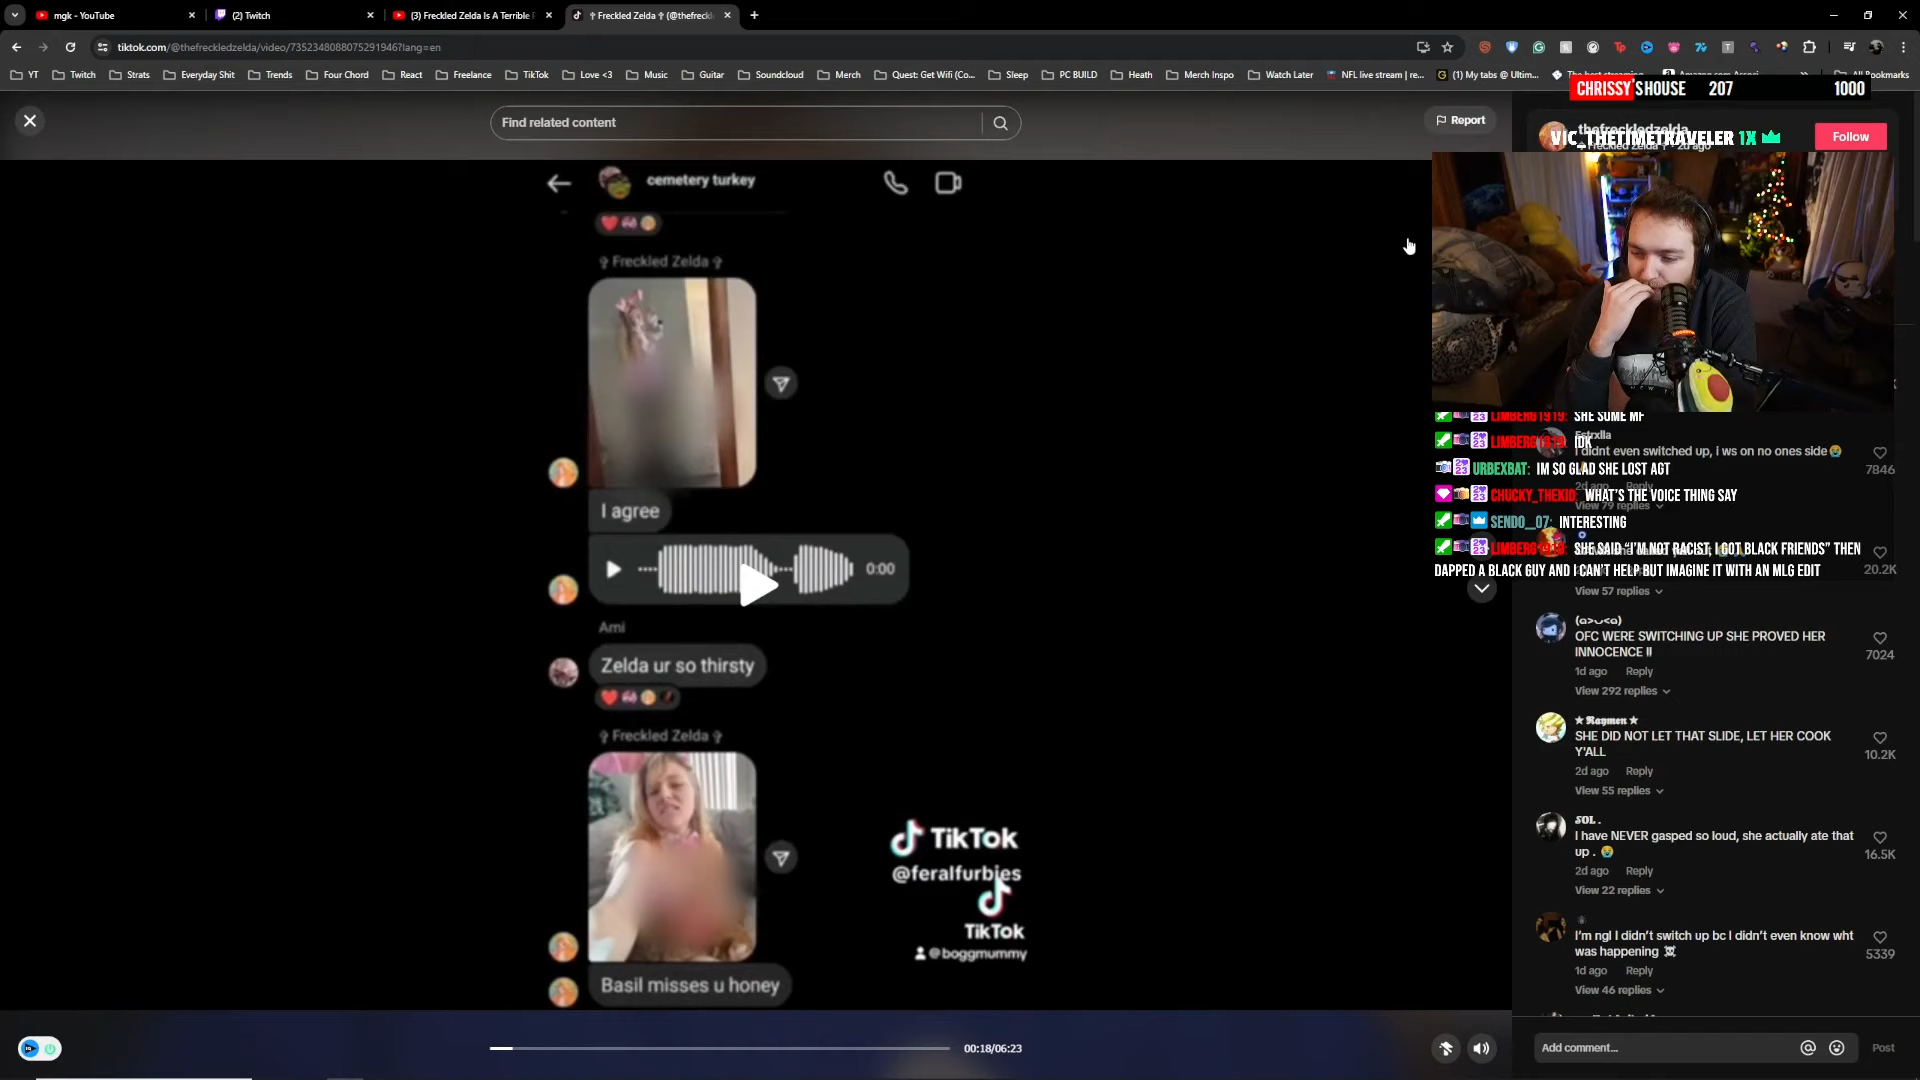 mgk - YouTube
(2) Twitch
(3) Freckled Zelda Is A Terrible
✞ Freckled Zelda ✞ (@thefreckl
tiktok.com/@thefreckledzelda/video/7352348088075291946?lang=en
YT
Twitch
Strats
Everyday Shit
Trends
Four Chord
React
Freelance
TikTok
Love <3
Music
Guitar
Soundcloud
Merch
Quest: Get Wifi (Co...
Sleep
PC BUILD
Heath
Merch Inspo
Watch Later
NFL live stream | re...
(1) My tabs @ Ultim...
All Bookmarks
CHRISSY'SHOUSE 207 1000
Find related content
Report
thefreckledzelda
VIC_THETIMETRAVELER 1X
Freckled Zelda ✞ · 2d ago
Follow
cemetery turkey
✞ Freckled Zelda ✞
I agree
0:00
Ami
Zelda ur so thirsty
✞ Freckled Zelda ✞
Basil misses u honey
TikTok
@feralfurbies
TikTok
@boggmummy
00:18/06:23
LIMBERG1919: SHE SOME MF
Estrxlla
LIMBERG1919: IDK
I didnt even switched up, i ws on no ones side😭
7846
URBEXBAT: IM SO GLAD SHE LOST AGT
2d ago Reply
CHUCKY_THEKID: WHAT'S THE VOICE THING SAY
View 79 replies
SENDO__07: INTERESTING
LIMBERG1919: SHE SAID “I'M NOT RACIST, I GOT BLACK FRIENDS” THEN
DAPPED A BLACK GUY AND I CAN'T HELP BUT IMAGINE IT WITH AN MLG EDIT
20.2K
View 57 replies
OFC WERE SWITCHING UP SHE PROVED HER
INNOCENCE !!
7024
1d ago Reply
View 292 replies
★ Raymen ★
SHE DID NOT LET THAT SLIDE, LET HER COOK
Y'ALL
10.2K
2d ago Reply
View 55 replies
SOL .
I have NEVER gasped so loud, she actually ate that
up . 😭
16.5K
2d ago Reply
View 22 replies
I'm ngl I didn't switch up bc I didn't even know wht
was happening ☠
5339
1d ago Reply
View 46 replies
Add comment...
Post